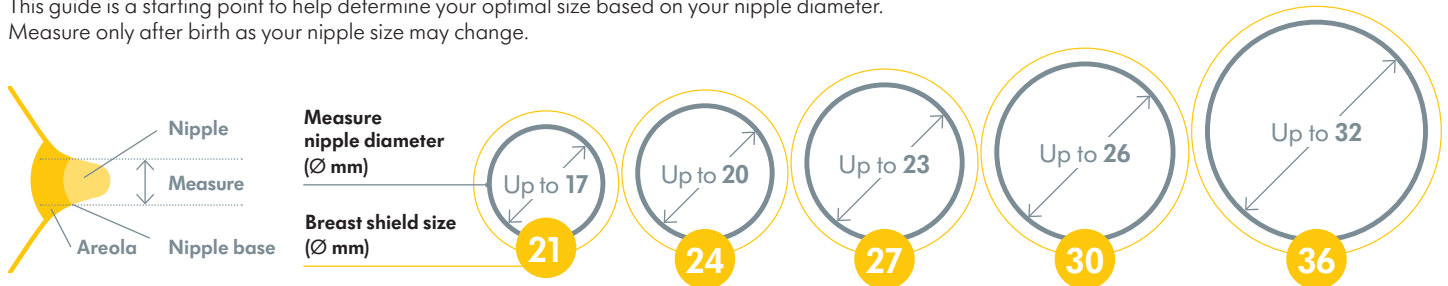 This guide is a starting point to help determine your optimal size based on your nipple diameter.
Measure only after birth as your nipple size may change.
Nipple
Measure
Areola
Nipple base
Measure
nipple diameter
(Ø mm)
Breast shield size
(Ø mm)
Up to 17
21
Up to 20
24
Up to 23
27
Up to 26
30
Up to 32
36